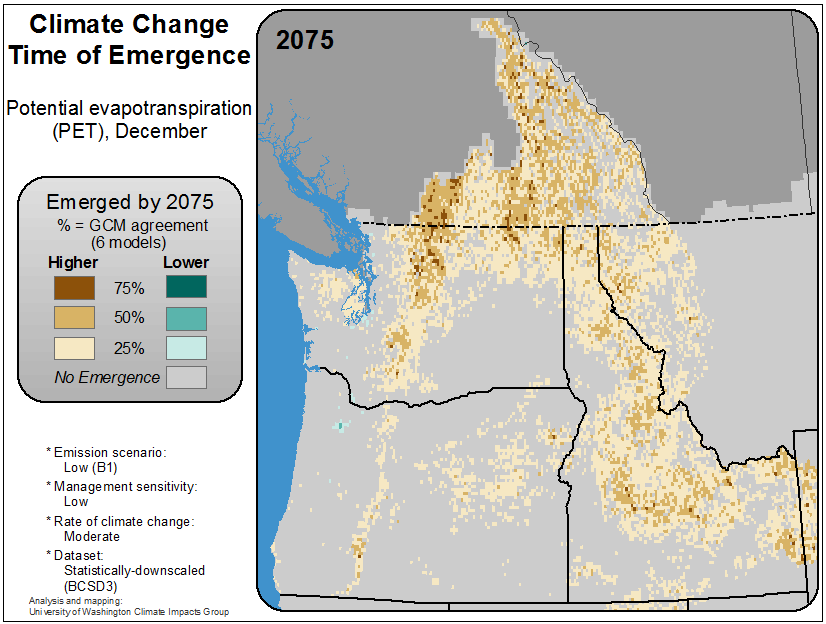 Climate Change
Time of Emergence
Potential evapotranspiration
(PET), December
Emerged by 2075
% = GCM agreement
(6 models)
Higher Lower
75%
50%
25%
No Emergence
* Emission scenario:
Low (B1)
* Management sensitivity:
Low
* Rate of climate change:
Moderate
* Dataset:
Statistically-downscaled
(BCSD3)
Analysis and mapping:
University of Washington Climate Impacts Group
2075